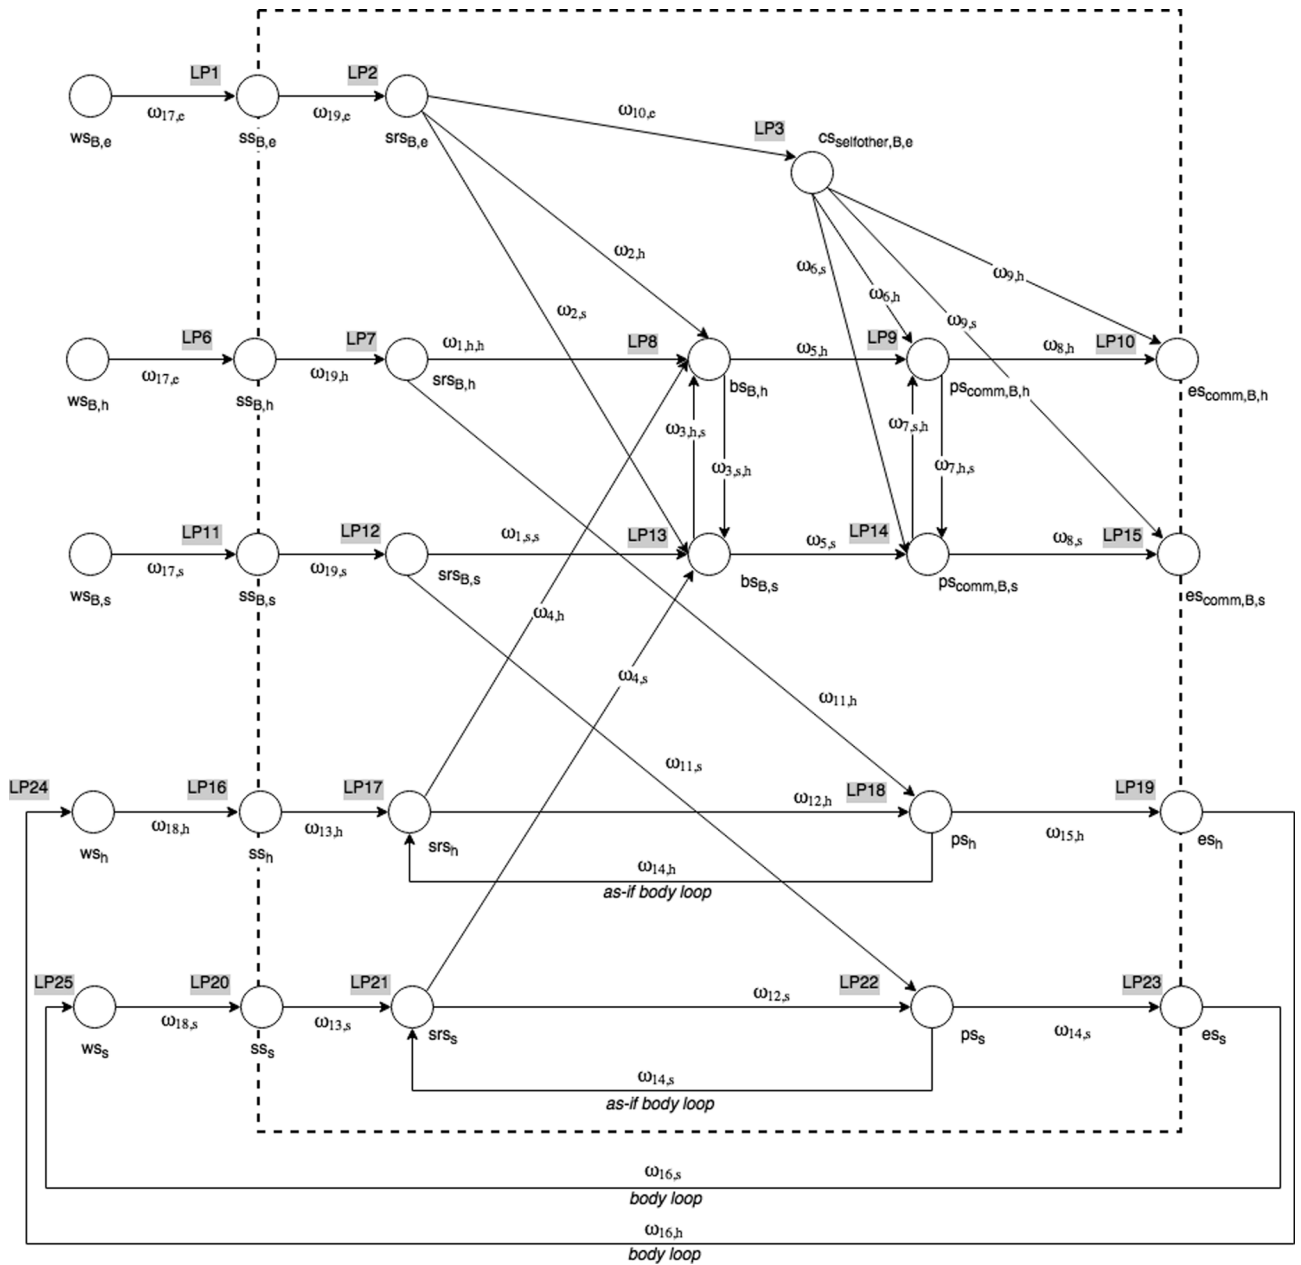 LP1
LP2
ω17,e
ω19,e
ω10,e
wsB,e
ssB,e
srsB,e
LP3
csselfother,B,e
ω2,h
ω6,s
ω9,h
ω6,h
ω2,s
ω9,s
LP6
LP7
ω1,h,h
LP8
ω5,h
LP9
ω8,h
LP10
ω17,e
ω19,h
wsB,h
ssB,h
srsB,h
bsB,h
pscomm,B,h
escomm,B,h
ω3,h,s
ω7,s,h
ω3,s,h
ω7,h,s
LP11
LP12
ω1,s,s
LP13
ω5,s
LP14
ω8,s
LP15
ω17,s
ω19,s
wsB,s
ssB,s
srsB,s
bsB,s
pscomm,B,s
escomm,B,s
ω4,h
ω4,s
ω11,h
ω11,s
LP24
LP16
LP17
ω12,h
LP18
LP19
ω18,h
ω13,h
ω15,h
wsh
ssh
srsh
psh
esh
ω14,h
as-if body loop
LP25
LP20
LP21
ω12,s
LP22
LP23
ω18,s
ω13,s
ω14,s
wss
sss
srss
pss
ess
ω14,s
as-if body loop
ω16,s
body loop
ω16,h
body loop